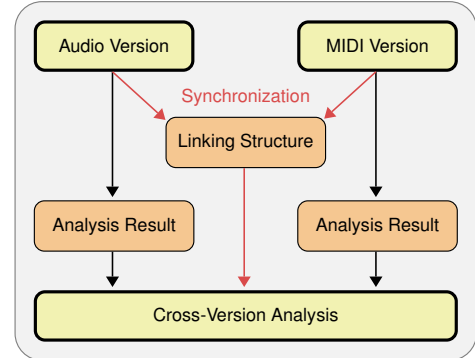 Audio Version
MIDI Version
Synchronization
Linking Structure
Analysis Result
Analysis Result
Cross-Version Analysis